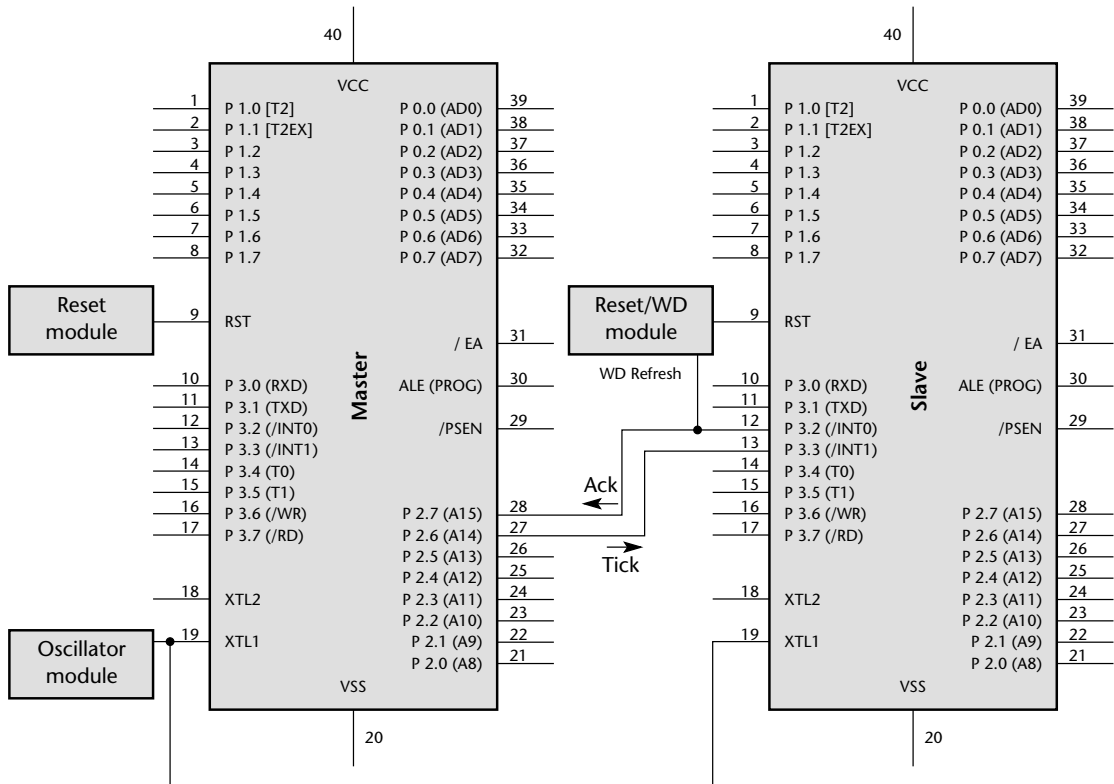 40
VCC
1 P 1.0 [T2] P 0.0 (AD0) 39
2 P 1.1 [T2EX] P 0.1 (AD1) 38
3 P 1.2 P 0.2 (AD2) 37
4 P 1.3 P 0.3 (AD3) 36
5 P 1.4 P 0.4 (AD4) 35
6 P 1.5 P 0.5 (AD5) 34
7 P 1.6 P 0.6 (AD6) 33
8 P 1.7 P 0.7 (AD7) 32
Reset
module
9 RST
/ EA 31
Master
10 P 3.0 (RXD) ALE (PROG) 30
11 P 3.1 (TXD)
12 P 3.2 (/INT0) /PSEN 29
13 P 3.3 (/INT1)
14 P 3.4 (T0)
15 P 3.5 (T1)
16 P 3.6 (/WR) P 2.7 (A15) 28
17 P 3.7 (/RD) P 2.6 (A14) 27
P 2.5 (A13) 26
P 2.4 (A12) 25
18 XTL2 P 2.3 (A11) 24
P 2.2 (A10) 23
19 XTL1 P 2.1 (A9) 22
P 2.0 (A8) 21
Oscillator
module
VSS
20
Ack
Tick
40
VCC
1 P 1.0 [T2] P 0.0 (AD0) 39
2 P 1.1 [T2EX] P 0.1 (AD1) 38
3 P 1.2 P 0.2 (AD2) 37
4 P 1.3 P 0.3 (AD3) 36
5 P 1.4 P 0.4 (AD4) 35
6 P 1.5 P 0.5 (AD5) 34
7 P 1.6 P 0.6 (AD6) 33
8 P 1.7 P 0.7 (AD7) 32
Reset/WD
module
WD Refresh
9 RST
/ EA 31
Slave
10 P 3.0 (RXD) ALE (PROG) 30
11 P 3.1 (TXD)
12 P 3.2 (/INT0) /PSEN 29
13 P 3.3 (/INT1)
14 P 3.4 (T0)
15 P 3.5 (T1)
16 P 3.6 (/WR) P 2.7 (A15) 28
17 P 3.7 (/RD) P 2.6 (A14) 27
P 2.5 (A13) 26
P 2.4 (A12) 25
18 XTL2 P 2.3 (A11) 24
P 2.2 (A10) 23
19 XTL1 P 2.1 (A9) 22
P 2.0 (A8) 21
VSS
20